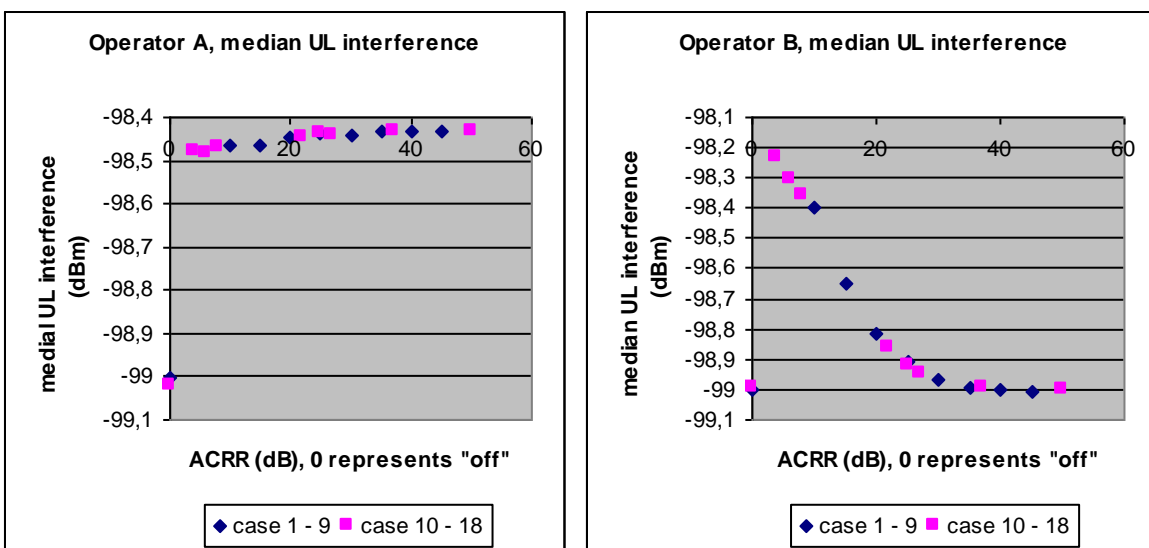 Operator A, median UL interference
-98,4
-98,5
-98,6
-98,7
-98,8
-98,9
-99
-99,1
0
20
40
60
medial UL interference
(dBm)
ACRR (dB), 0 represents "off"
case 1 - 9
case 10 - 18
Operator B, median UL interference
-98,1
-98,2
-98,3
-98,4
-98,5
-98,6
-98,7
-98,8
-98,9
-99
-99,1
0
20
40
60
median UL interference
(dBm)
ACRR (dB), 0 represents "off"
case 1 - 9
case 10 - 18